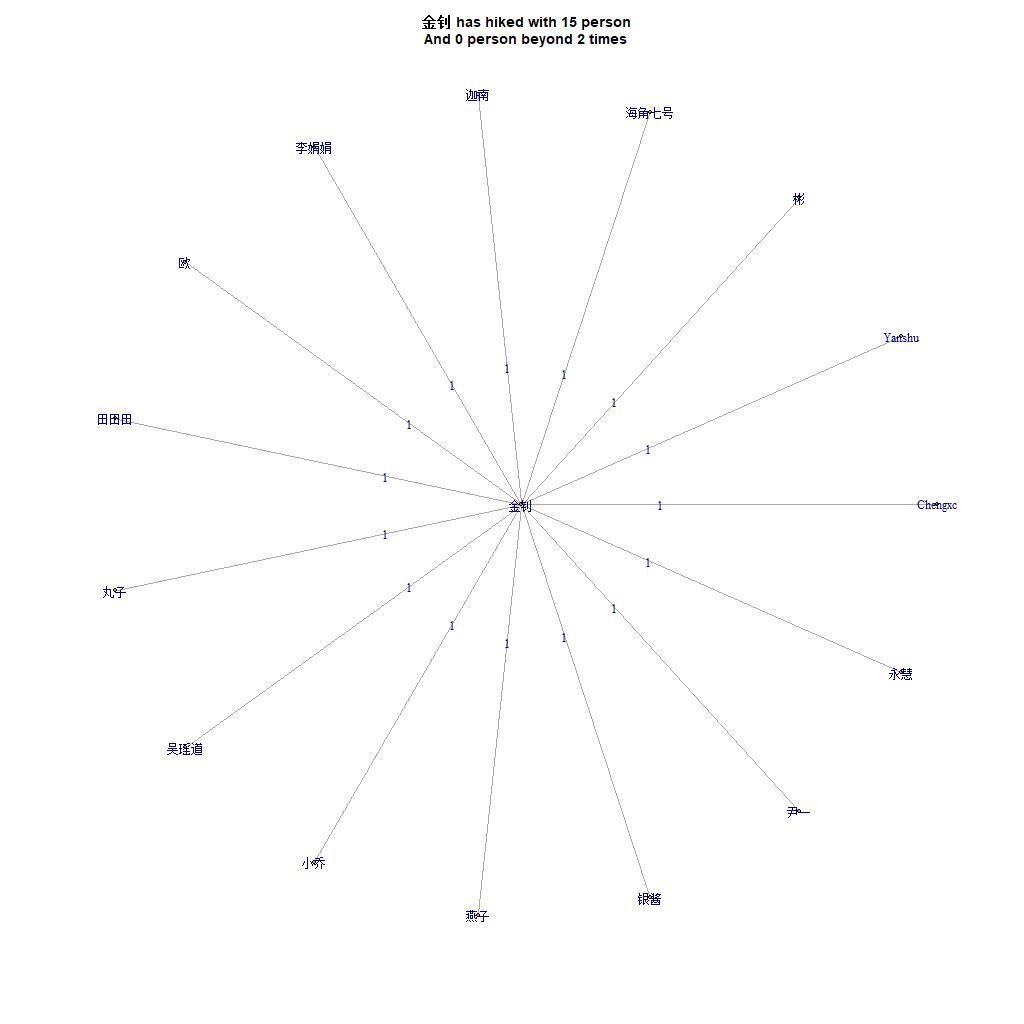 金钊 has hiked with 15 person
And 0 person beyond 2 times
迦南
海角七号
李娟娟
彬
欧
Yanshu
1
1
1
1
田田田
1
1
1
1
金钊
1
Chengxc
1
1
丸子
1
1
1
1
1
永慧
吴瑶道
尹一
小乔
银酱
燕子